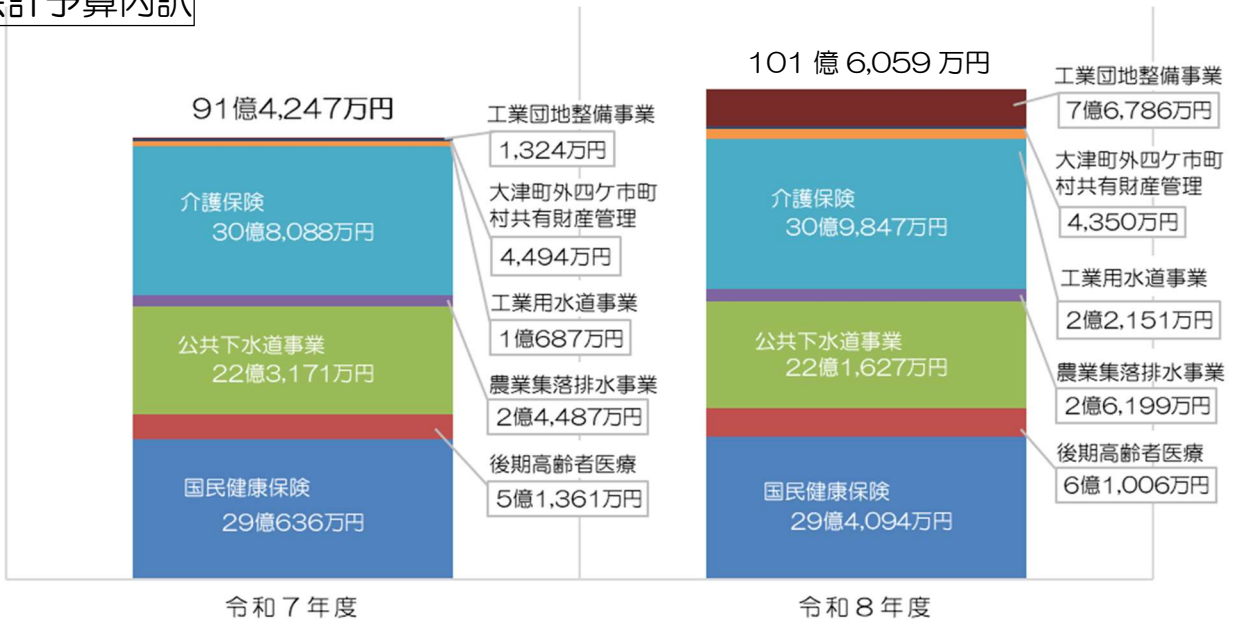 会計予算内訳
91億4,247万円
工業団地整備事業
1,324万円
大津町外四ケ市町
村共有財産管理
4,494万円
工業用水道事業
1億687万円
農業集落排水事業
2億4,487万円
後期高齢者医療
5億1,361万円
介護保険
30億8,088万円
公共下水道事業
22億3,171万円
国民健康保険
29億636万円
令和7年度
101億6,059万円
工業団地整備事業
7億6,786万円
大津町外四ケ市町
村共有財産管理
4,350万円
工業用水道事業
2億2,151万円
農業集落排水事業
2億6,199万円
後期高齢者医療
6億1,006万円
介護保険
30億9,847万円
公共下水道事業
22億1,627万円
国民健康保険
29億4,094万円
令和8年度